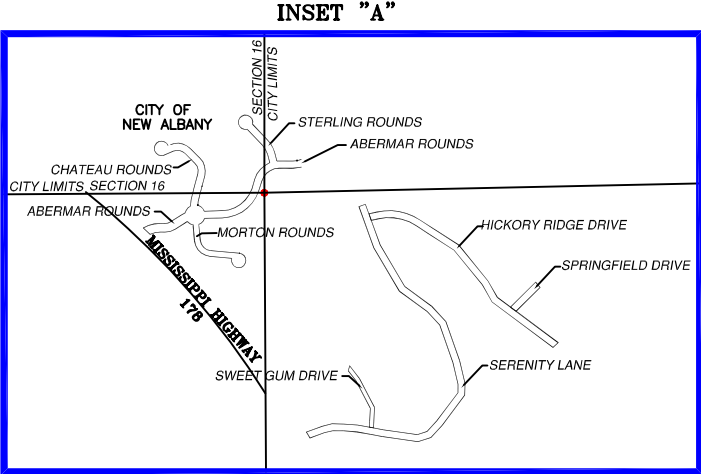 INSET "A"
SECTION 16
CITY LIMITS
CITY OF
NEW ALBANY
STERLING ROUNDS
ABERMAR ROUNDS
CHATEAU ROUNDS
CITY LIMITS SECTION 16
ABERMAR ROUNDS
MORTON ROUNDS
HICKORY RIDGE DRIVE
SPRINGFIELD DRIVE
MISSISSIPPI HIGHWAY
178
SERENITY LANE
SWEET GUM DRIVE